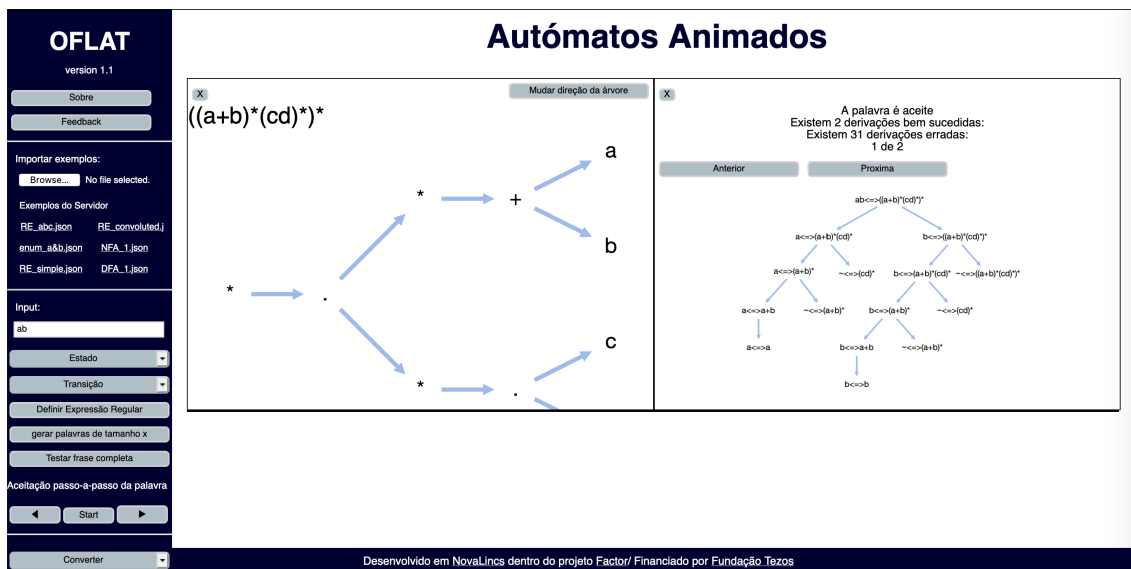 OFLAT
version 1.1
Sobre
Feedback
Importar exemplos:
Browse... No file selected.
Exemplos do Servidor
RE_abc.json RE_convoluted.j
enum_a&b.json NFA_1.json
RE_simple.json DFA_1.json
Input:
ab
Estado
Transição
Definir Expressão Regular
gerar palavras de tamanho x
Testar frase completa
Aceitação passo-a-passo da palavra
Start
Converter
Autómatos Animados
X
Mudar direção da árvore
((a+b)*(cd)*)*
a
* +
b
* .
c
* .
X
A palavra é aceite
Existem 2 derivações bem sucedidas:
Existem 31 derivações erradas:
1 de 2
Anterior Proxima
ab<=>((a+b)*(cd)*)*
a<=>(a+b)*(cd)* b<=>((a+b)*(cd)*)*
a<=>(a+b)* ~<=>(cd)* b<=>(a+b)*(cd)* ~<=>((a+b)*(cd)*)*
a<=>a+b ~<=>(a+b)* b<=>(a+b)* ~<=>(cd)*
a<=>a b<=>a+b ~<=>(a+b)*
b<=>b
Desenvolvido em NovaLincs dentro do projeto Factor/ Financiado por Fundação Tezos